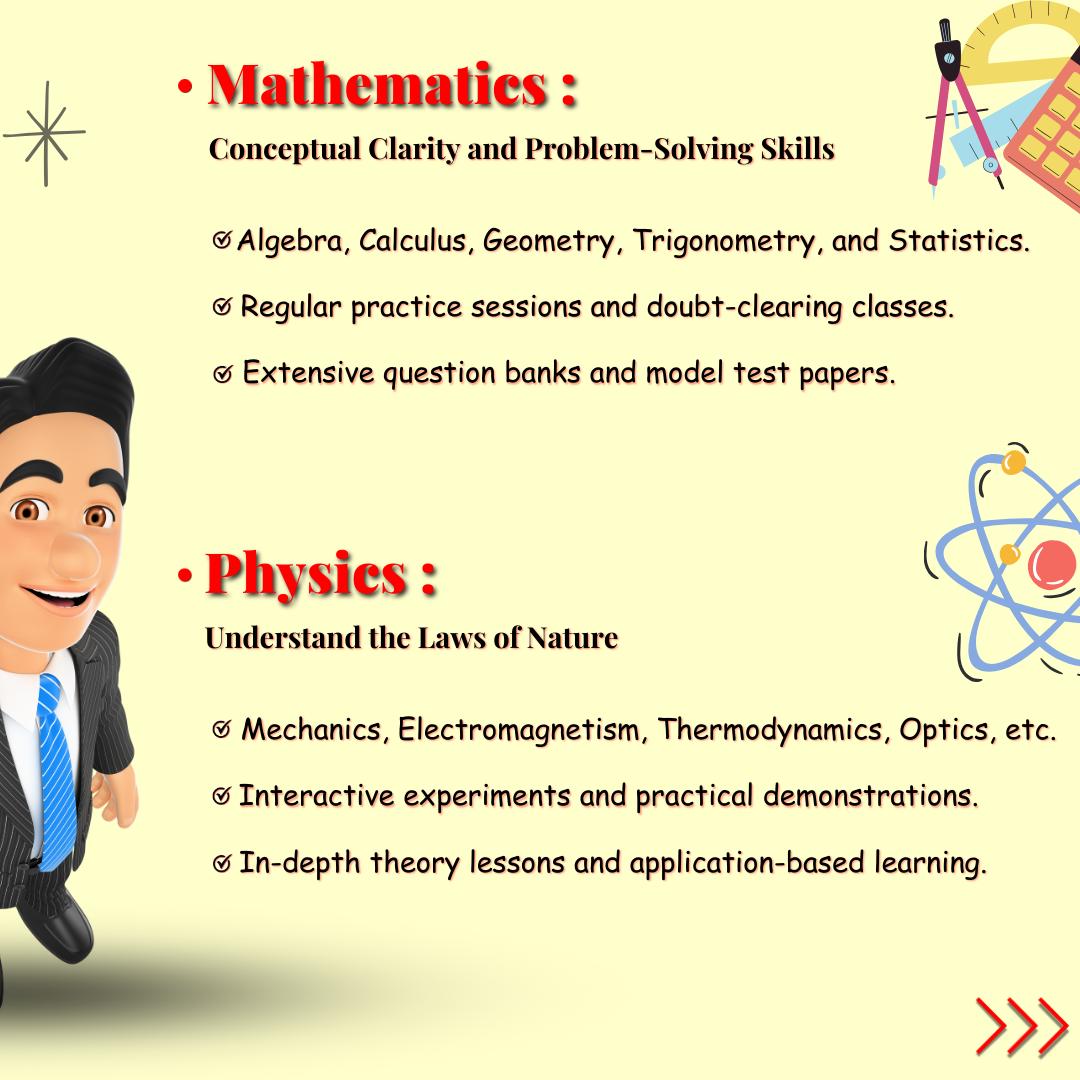 • Mathematics :
Conceptual Clarity and Problem-Solving Skills
Algebra, Calculus, Geometry, Trigonometry, and Statistics.
Regular practice sessions and doubt-clearing classes.
Extensive question banks and model test papers.
• Physics :
Understand the Laws of Nature
Mechanics, Electromagnetism, Thermodynamics, Optics, etc.
Interactive experiments and practical demonstrations.
In-depth theory lessons and application-based learning.